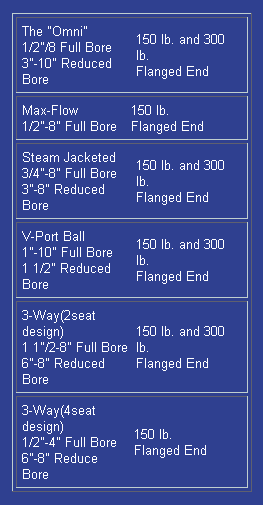 The "Omni"
1/2"/8 Full Bore
3"-10" Reduced
Bore
150 lb. and 300
lb.
Flanged End
Max-Flow
1/2"-8" Full Bore
150 lb.
Flanged End
Steam Jacketed
3/4"-8" Full Bore
3"-8" Reduced
Bore
150 lb. and 300
lb.
Flanged End
V-Port Ball
1"-10" Full Bore
1 1/2" Reduced
Bore
150 lb. and 300
lb.
Flanged End
3-Way(2seat
design)
1 1"/2-8" Full Bore
6"-8" Reduced
Bore
150 lb. and 300
lb.
Flanged End
3-Way(4seat
design)
1/2"-4" Full Bore
6"-8" Reduce
Bore
150 lb.
Flanged End